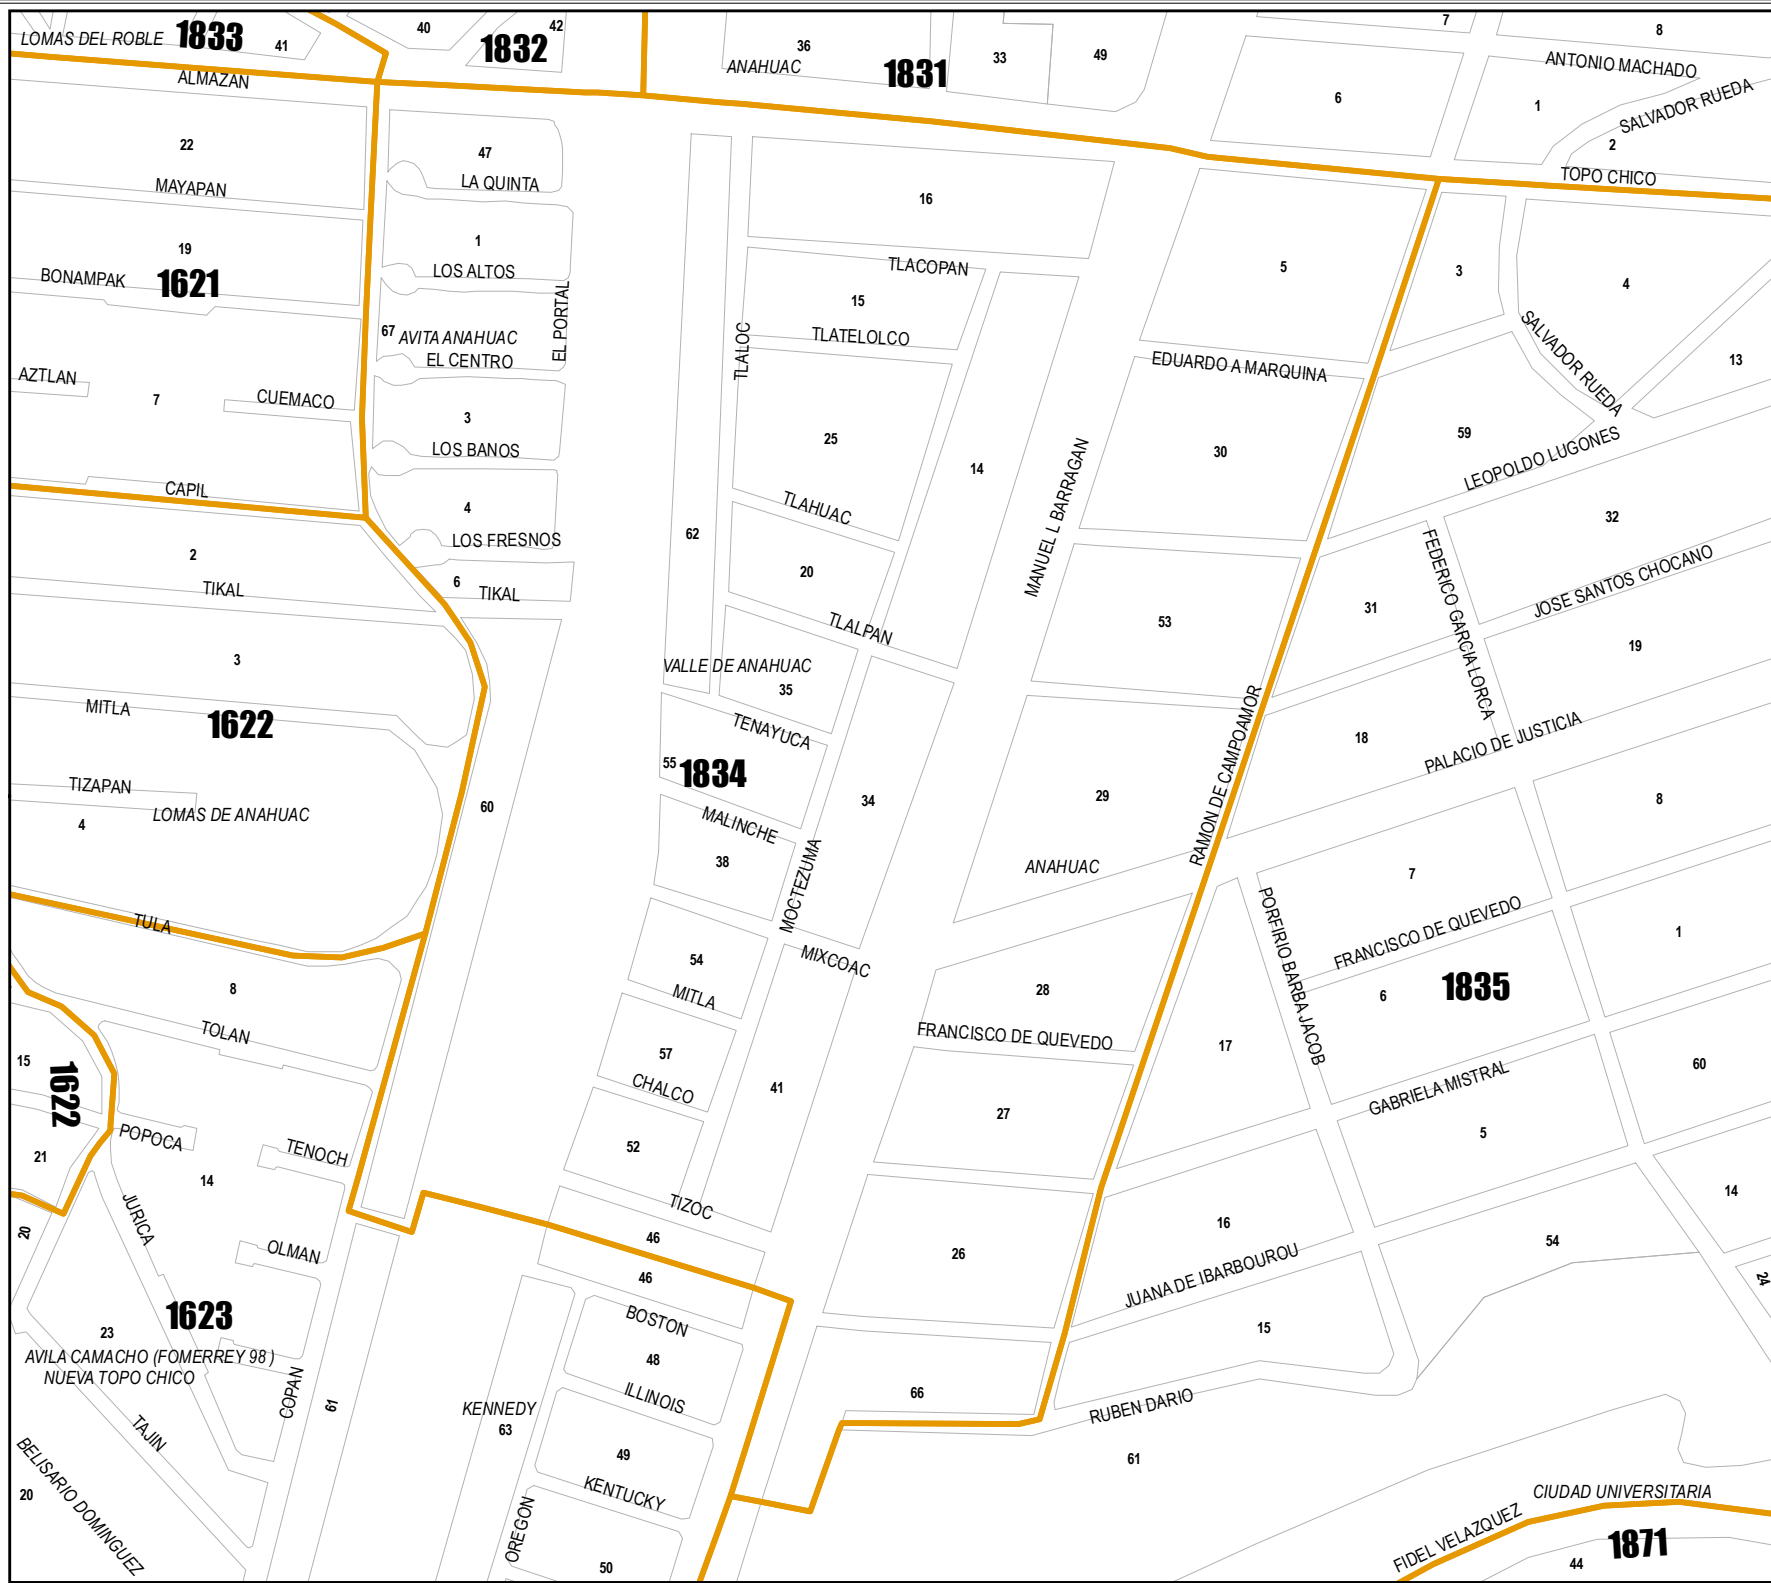 LOMAS DEL ROBLE
1833
41
40
1832
42
36
ANAHUAC
1831
33
49
7
8
ANTONIO MACHADO
ALMAZAN
6
1
SALVADOR RUEDA
2
TOPO CHICO
22
47
LA QUINTA
MAYAPAN
16
19
1
LOS ALTOS
BONAMPAK
1621
TLACOPAN
5
3
4
15
EL PORTAL
67
AVITA ANAHUAC
EL CENTRO
TLALOC
TLATELOLCO
EDUARDO A MARQUINA
SALVADOR RUEDA
13
AZTLAN
7
CUEMACO
3
LOS BANOS
25
14
30
59
LEOPOLDO LUGONES
CAPIL
4
LOS FRESNOS
TLAHUAC
MANUEL L BARRAGAN
62
32
2
TIKAL
6
TIKAL
20
31
FEDERICO GARCIA LORCA
JOSE SANTOS CHOCANO
TLALPAN
53
19
3
VALLE DE ANAHUAC
35
MITLA
1622
TENAYUCA
RAMON DE CAMPOAMOR
18
PALACIO DE JUSTICIA
55
1834
TIZAPAN
LOMAS DE ANAHUAC
4
60
34
29
8
MALINCHE
38
MOCTEZUMA
ANAHUAC
7
TULA
MIXCOAC
PORFIRIO BARBA JACOB
FRANCISCO DE QUEVEDO
1
54
MITLA
8
28
6
1835
TOLAN
FRANCISCO DE QUEVEDO
17
15
1622
57
CHALCO
41
27
GABRIELA MISTRAL
60
5
POPOCA
TENOCH
52
21
14
TIZOC
14
20
JURICA
OLMAN
46
26
16
54
46
JUANA DE IBARBOUROU
24
1623
BOSTON
15
23
AVILA CAMACHO (FOMERREY 98 )
NUEVA TOPO CHICO
48
ILLINOIS
COPAN
61
KENNEDY
63
66
RUBEN DARIO
TAJIN
49
KENTUCKY
61
BELISARIO DOMINGUEZ
20
OREGON
CIUDAD UNIVERSITARIA
FIDEL VELAZQUEZ
1871
44
50